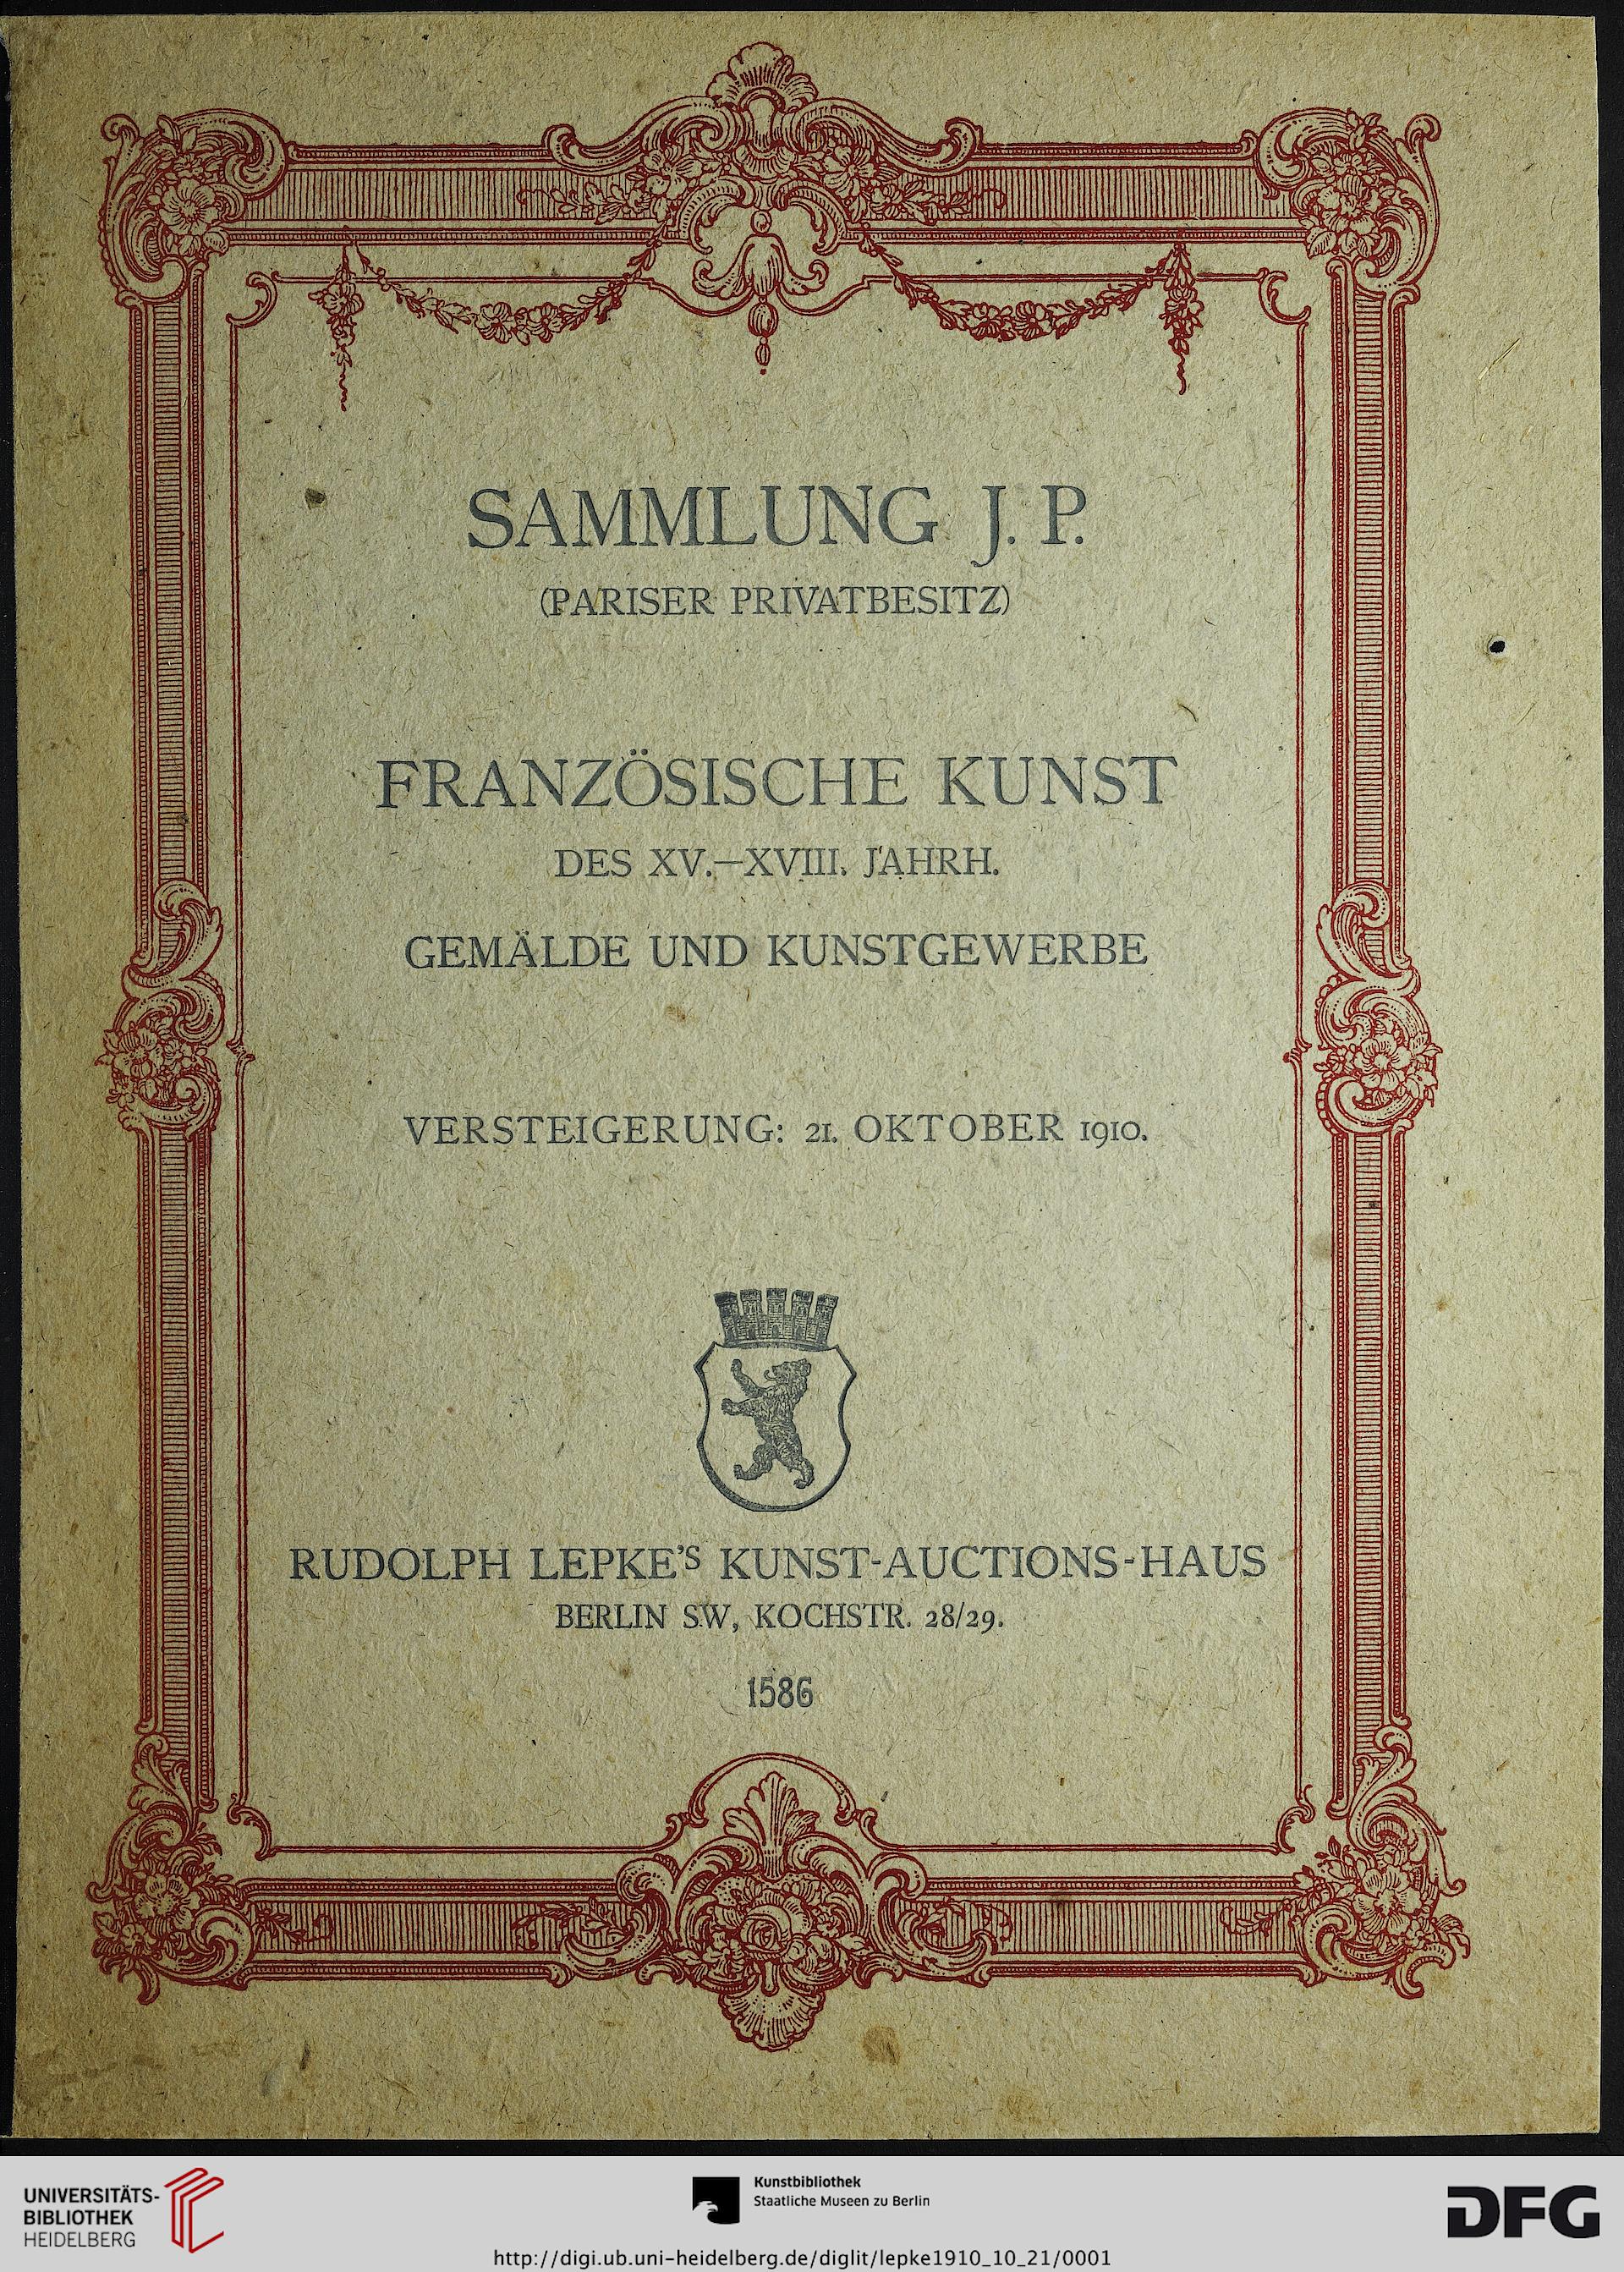 SAMMLUNG J. P.
(PARISER PRIVATBESITZ)
FRANZÖSISCHE KUNST
DES XV.—XVIII. JAHRH.
GEMÄLDE UND KUNSTGEWERBE
VERSTEIGERUNG: 21. OKTOBER 1910.
RUDOLPH LEPKE'S KUNST-AUCTIONS-HAUS
BERLIN SW, KOCHSTR. 28/29.
1586
UNIVERSITÄTS-
BIBLIOTHEK
HEIDELBERG
Kunstbibliothek
Staatliche Museen zu Berlin
DFG
http://digi.ub.uni-heidelberg.de/diglit/lepke1910_10_21/0001